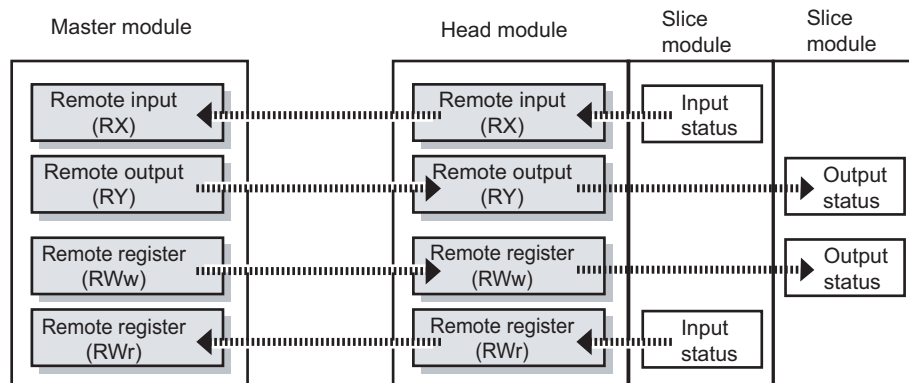 Master module
Head module
Slice
module
Slice
module
Remote input
(RX)
Remote input
(RX)
Input
status
Remote output
(RY)
Remote output
(RY)
Output
status
Remote register
(RWw)
Remote register
(RWw)
Output
status
Remote register
(RWr)
Remote register
(RWr)
Input
status